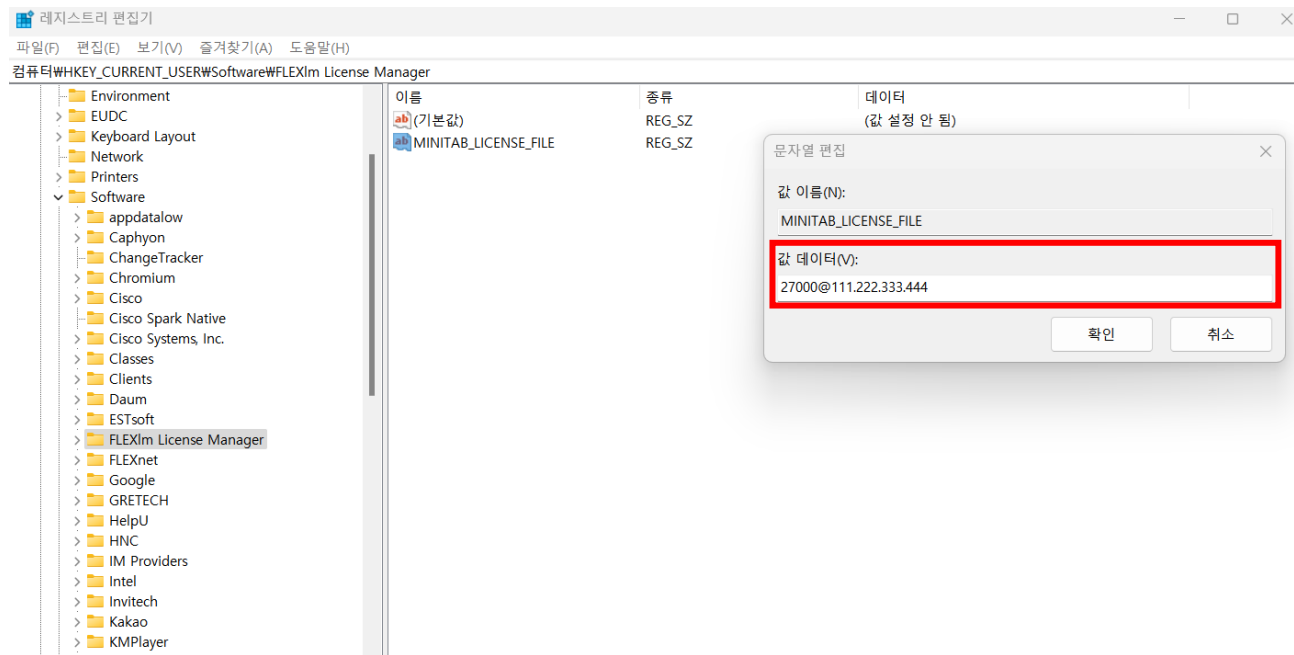 레지스트리 편집기
파일(F) 편집(E) 보기(V) 즐겨찾기(A) 도움말(H)
컴퓨터₩HKEY_CURRENT_USER₩Software₩FLEXlm License Manager
Environment
EUDC
Keyboard Layout
Network
Printers
Software
appdatalow
Caphyon
ChangeTracker
Chromium
Cisco
Cisco Spark Native
Cisco Systems, Inc.
Classes
Clients
Daum
ESTsoft
FLEXlm License Manager
FLEXnet
Google
GRETECH
HelpU
HNC
IM Providers
Intel
Invitech
Kakao
KMPlayer
이름 종류 데이터
ab (기본값) REG_SZ (값 설정 안 됨)
ab MINITAB_LICENSE_FILE REG_SZ
문자열 편집
값 이름(N):
MINITAB_LICENSE_FILE
값 데이터(V):
27000@111.222.333.444
확인 취소